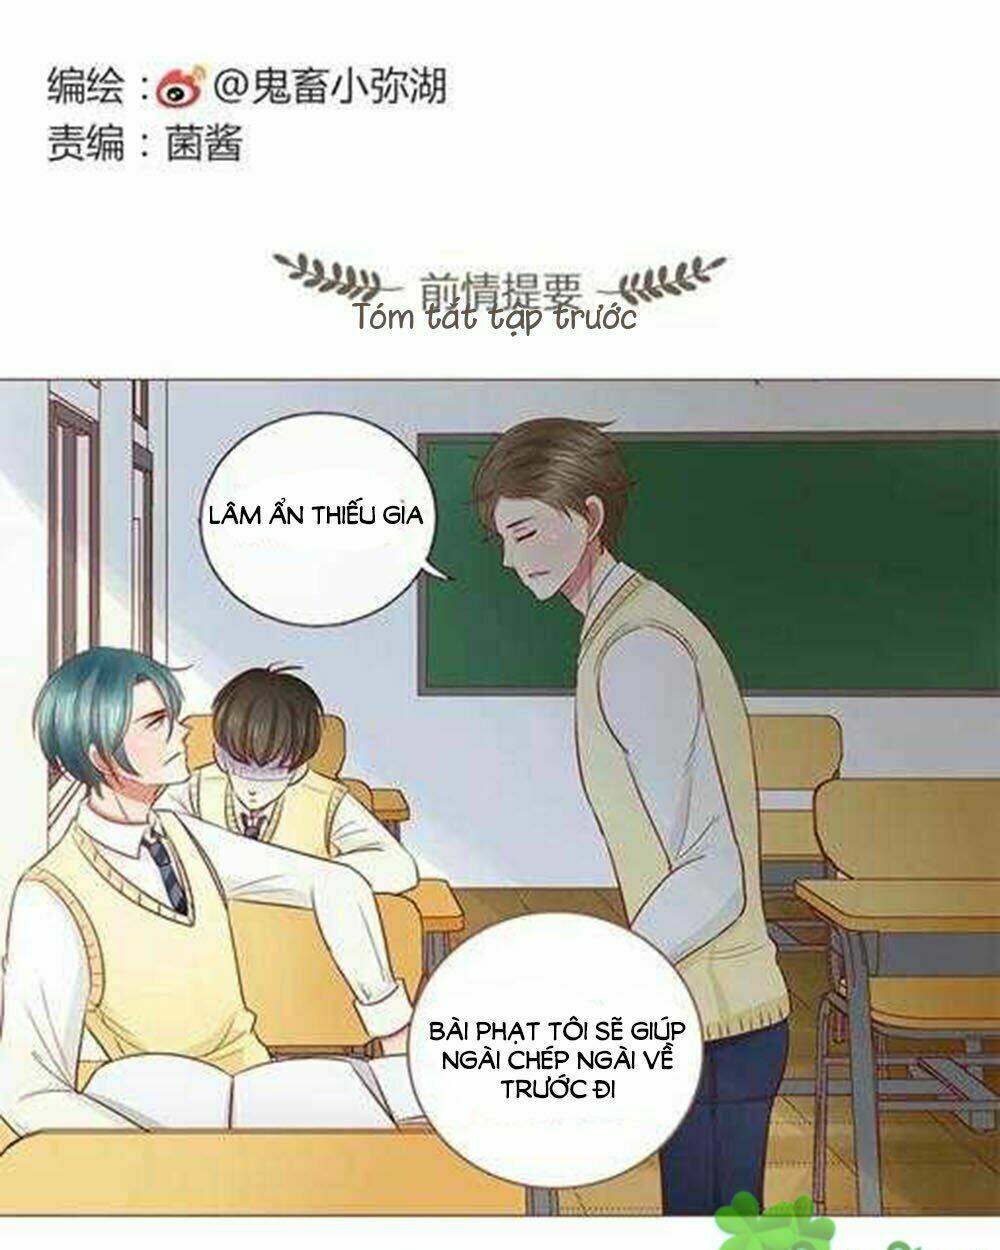 编绘：@鬼畜小弥湖
责编：菌酱
前情提要
Tóm tắt tập trước
LÂM ẨN THIẾU GIA
BÀI PHẠT TÔI SẼ GIÚP
NGÀI CHÉP NGÀI VỀ
TRƯỚC ĐI